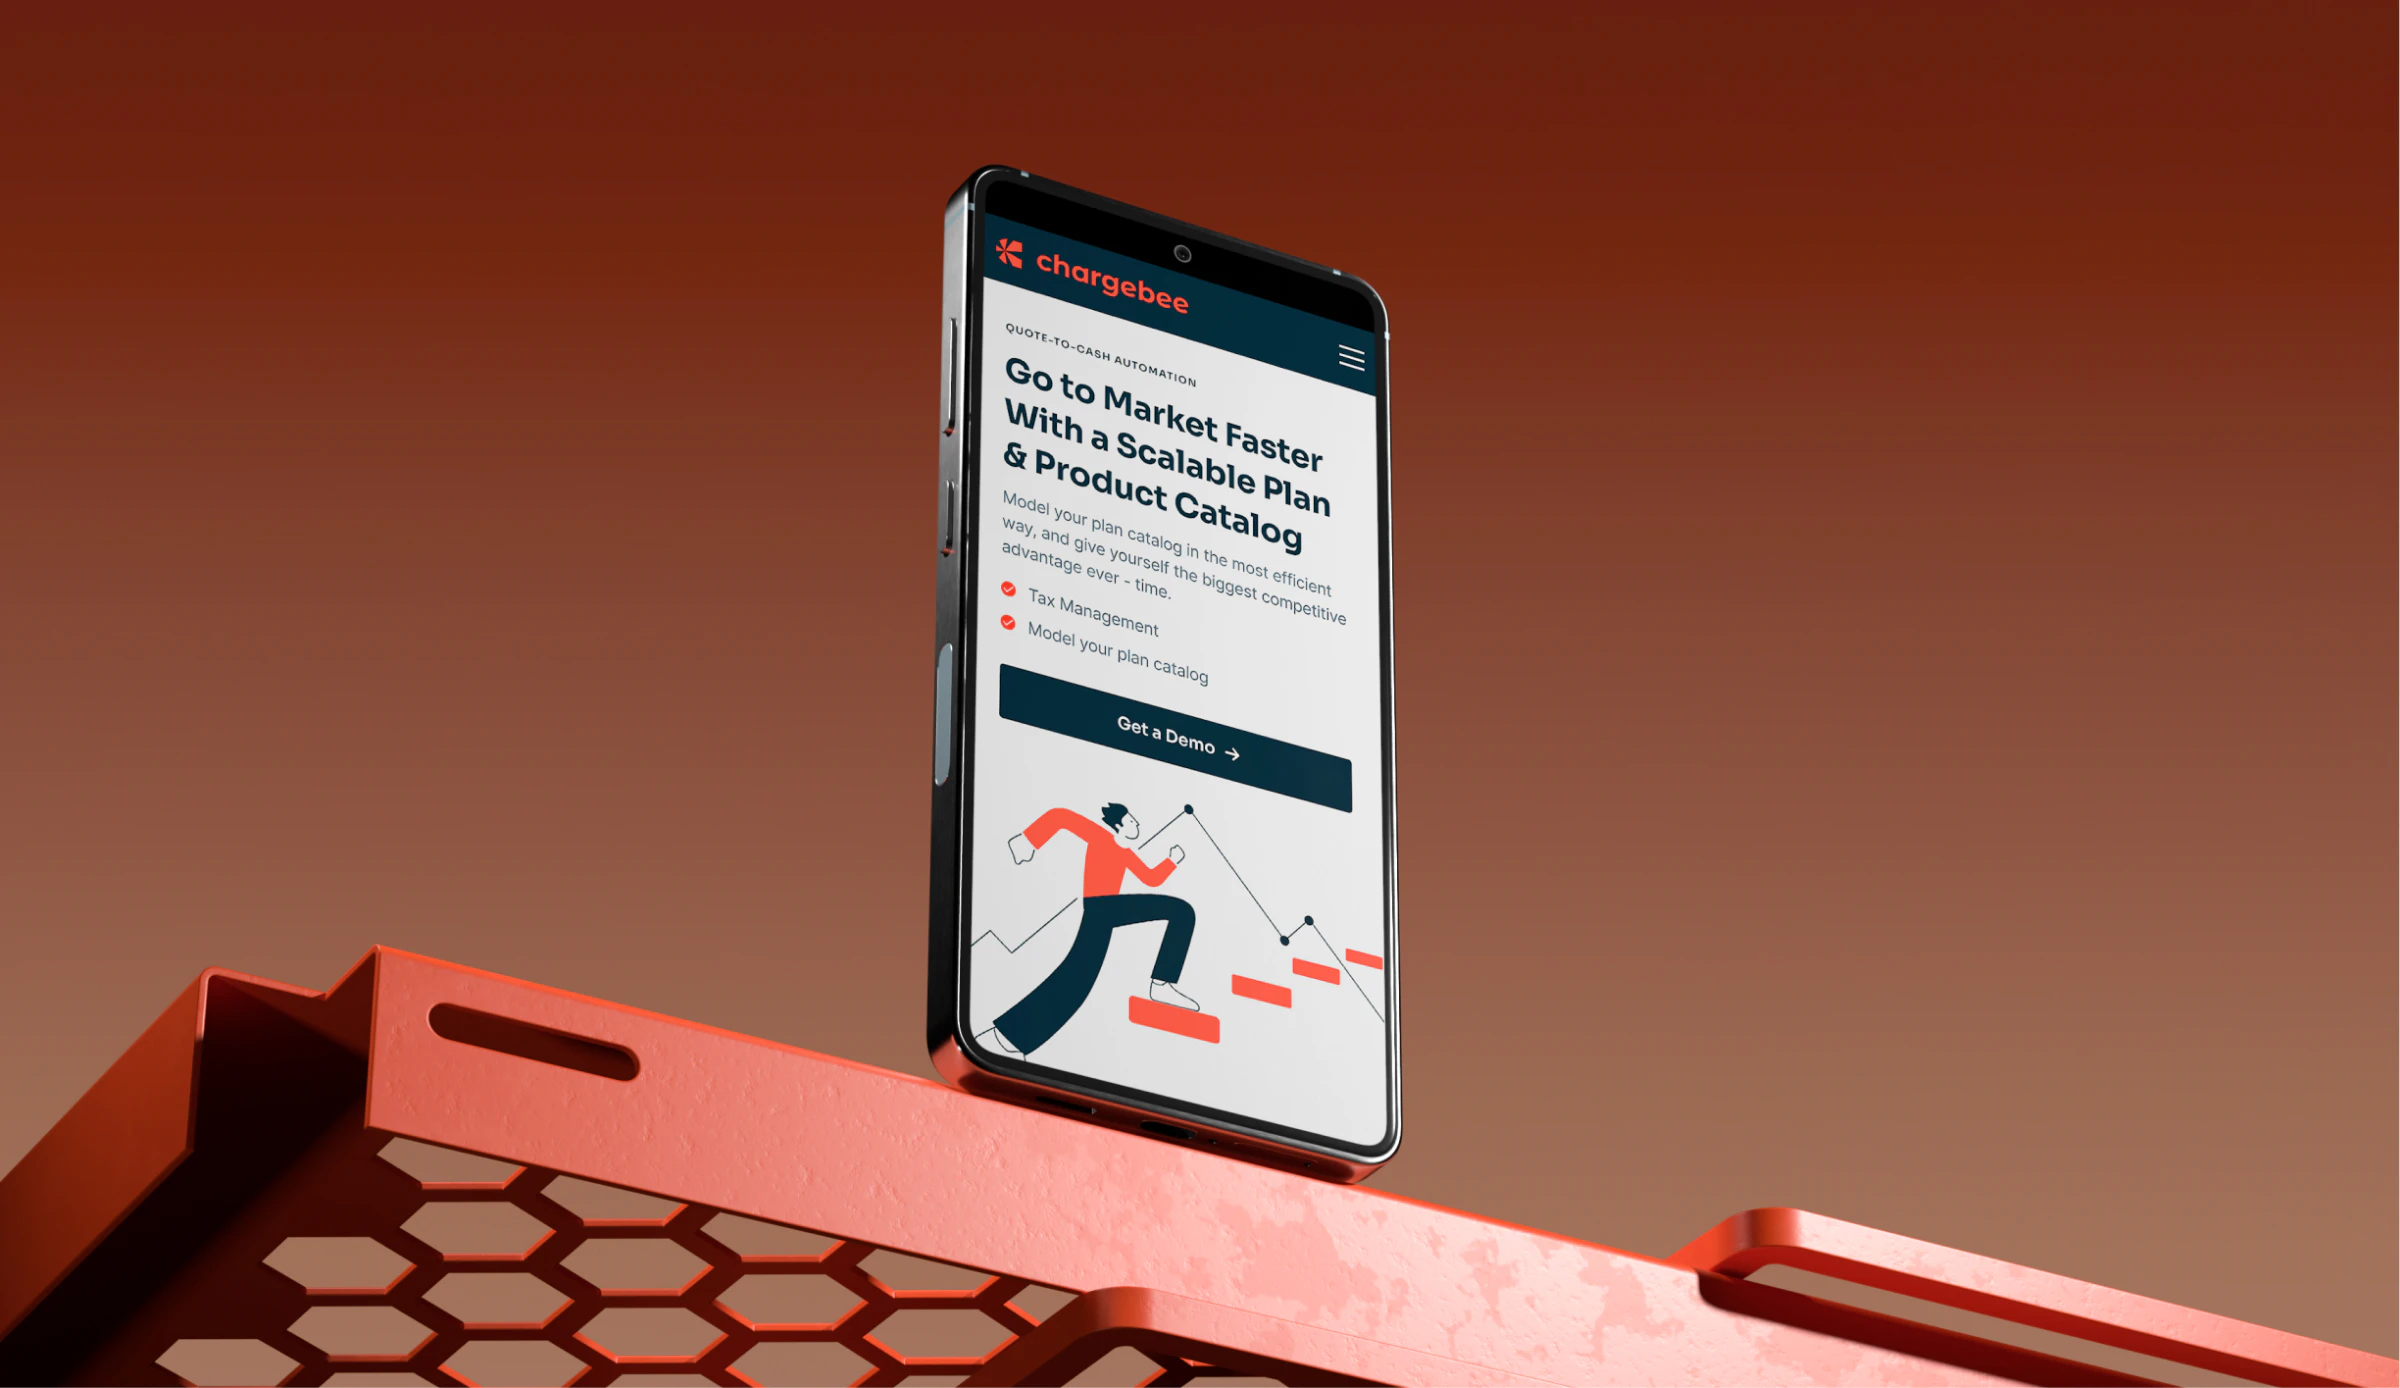 chargebee
QUOTE-TO-CASH AUTOMATION
Go to Market Faster
With a Scalable Plan
& Product Catalog
Model your plan catalog in the most efficient
way, and give yourself the biggest competitive
advantage ever - time.
Tax Management
Model your plan catalog
Get a Demo →